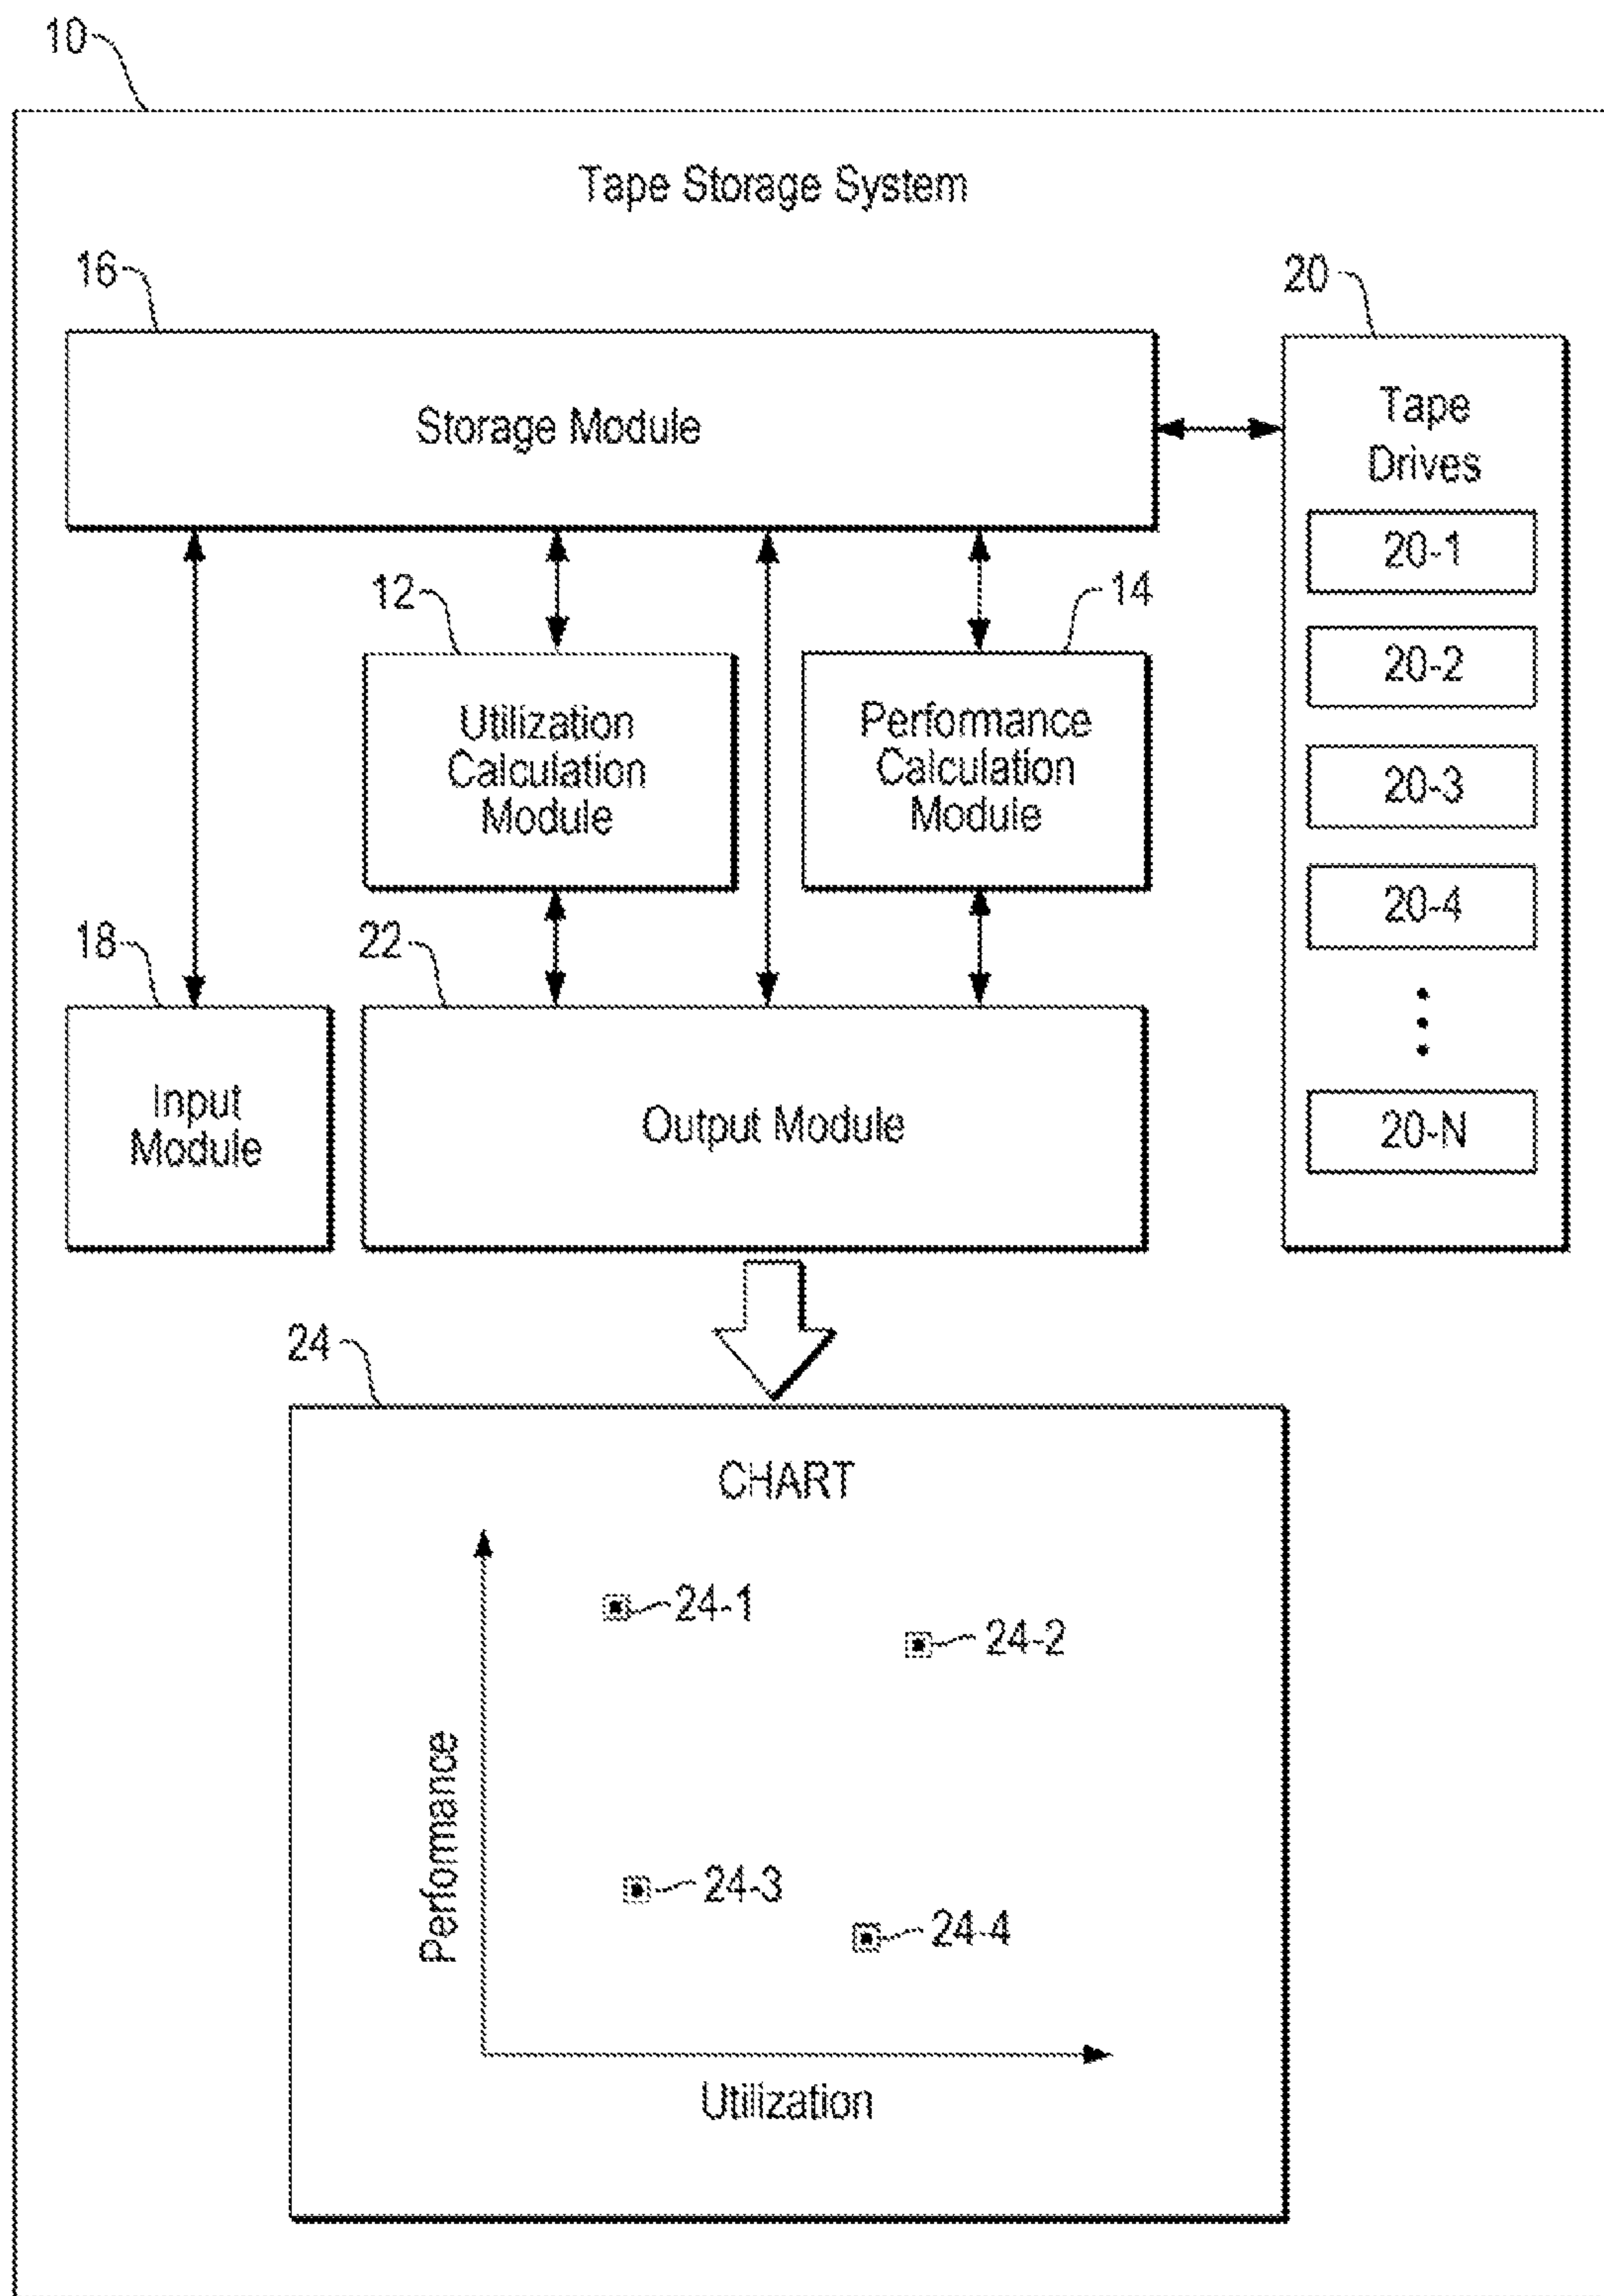 10
Tape Storage System
16
20
Storage Module
Tape
Drives
20-1
20-2
20-3
20-4
20-N
12
14
Utilization
Calculation
Module
Performance
Calculation
Module
18
22
Input
Module
Output Module
24
CHART
24-1
24-2
24-3
24-4
Performance
Utilization